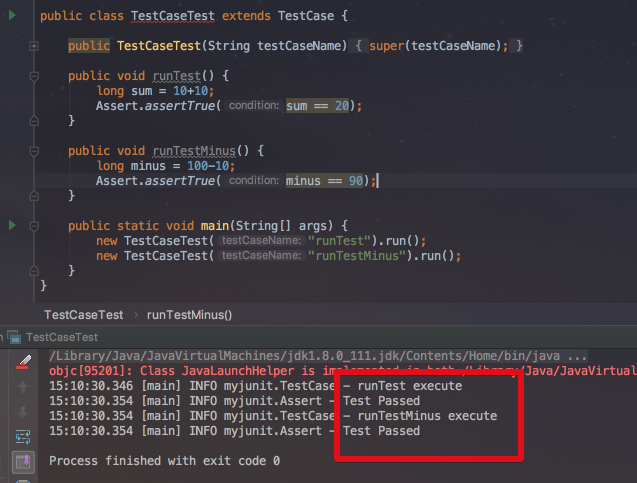 public class TestCaseTest extends TestCase {
public TestCaseTest(String testCaseName) { super(testCaseName); }
public void runTest() {
long sum = 10+10;
Assert.assertTrue( condition: sum == 20);
}
public void runTestMinus() {
long minus = 100-10;
Assert.assertTrue( condition: minus == 90);
}
public static void main(String[] args) {
new TestCaseTest( testCaseName: "runTest").run();
new TestCaseTest( testCaseName: "runTestMinus").run();
}
}
TestCaseTest › runTestMinus()
TestCaseTest
/Library/Java/JavaVirtualMachines/jdk1.8.0_111.jdk/Contents/Home/bin/java ...
objc[95201]: Class JavaLaunchHelper is implemented in both /Library/Java/JavaVirtual
15:10:30.346 [main] INFO myjunit.TestCase - runTest execute
15:10:30.354 [main] INFO myjunit.Assert - Test Passed
15:10:30.354 [main] INFO myjunit.TestCase - runTestMinus execute
15:10:30.354 [main] INFO myjunit.Assert - Test Passed
Process finished with exit code 0